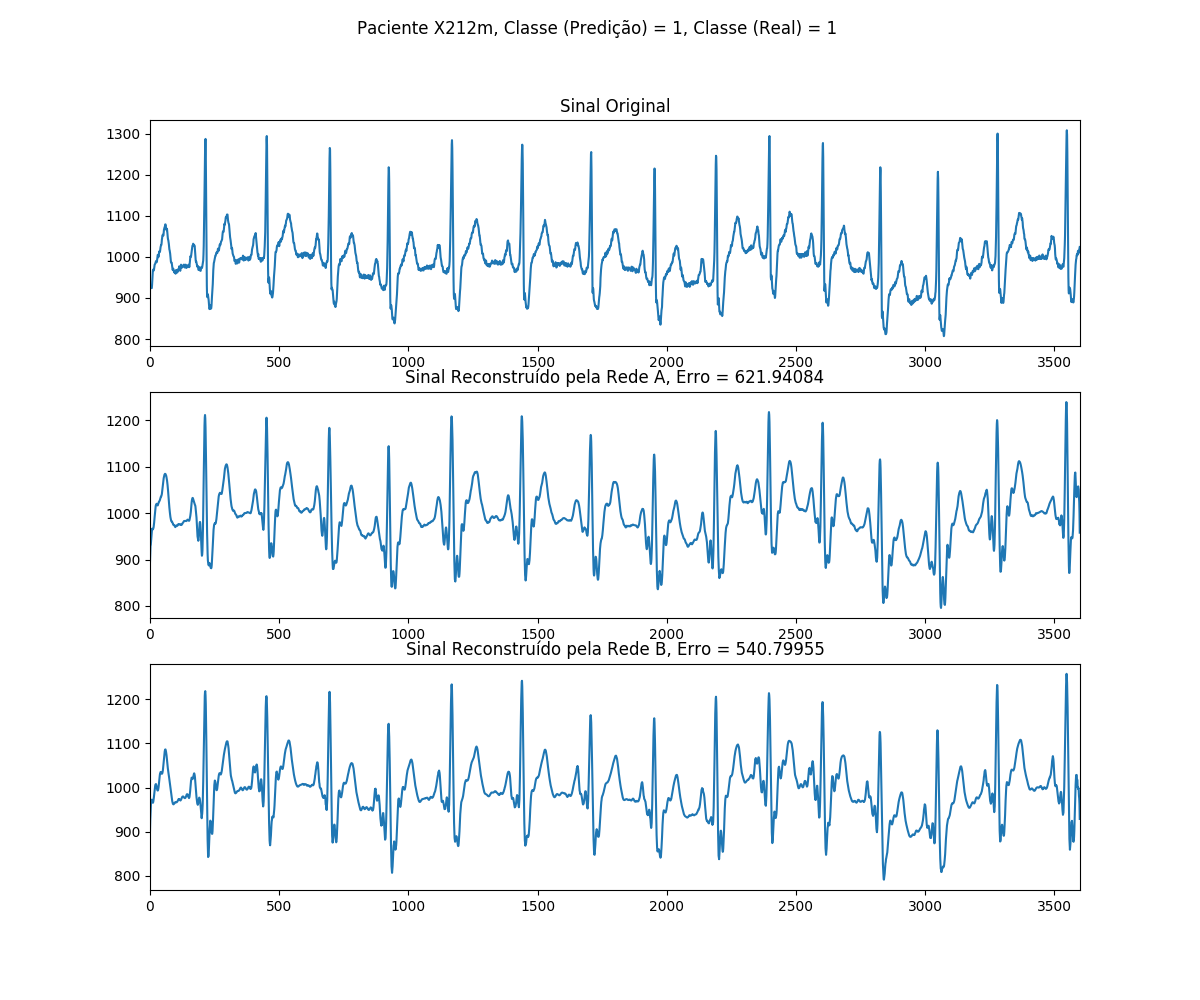 Paciente X212m, Classe (Predição) = 1, Classe (Real) = 1
Sinal Original
1300
1200
1100
1000
900
800
0 500 1000 1500 2000 2500 3000 3500
Sinal Reconstruído pela Rede A, Erro = 621.94084
1200
1100
1000
900
800
0 500 1000 1500 2000 2500 3000 3500
Sinal Reconstruído pela Rede B, Erro = 540.79955
1200
1100
1000
900
800
0 500 1000 1500 2000 2500 3000 3500